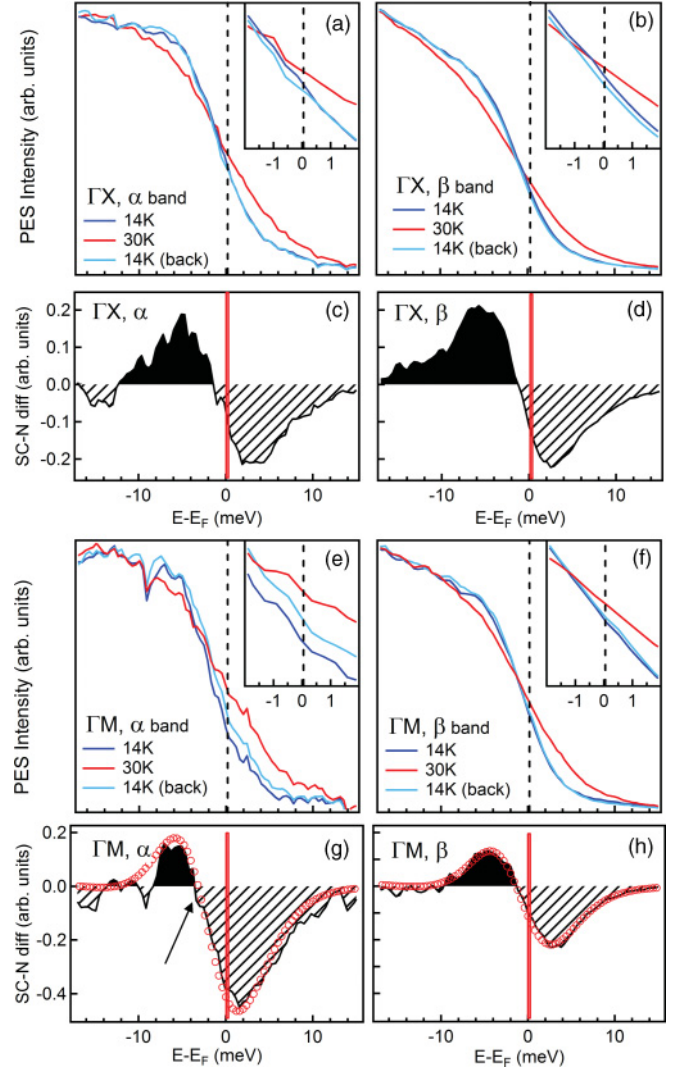 (a)
(b)
PES Intensity (arb. units)
-1 0 1
-1 0 1
ΓX, α band
14K
30K
14K (back)
ΓX, β band
14K
30K
14K (back)
SC-N diff (arb. units)
0.2
0.0
-0.1
-0.2
ΓX, α
(c)
ΓX, β
(d)
-10 0 10
-10 0 10
E-EF (meV)
E-EF (meV)
(e)
(f)
PES Intensity (arb. units)
-1 0 1
-1 0 1
ΓM, α band
14K
30K
14K (back)
ΓM, β band
14K
30K
14K (back)
SC-N diff (arb. units)
0.2
0.0
-0.2
-0.4
ΓM, α
(g)
ΓM, β
(h)
-10 0 10
-10 0 10
E-EF (meV)
E-EF (meV)